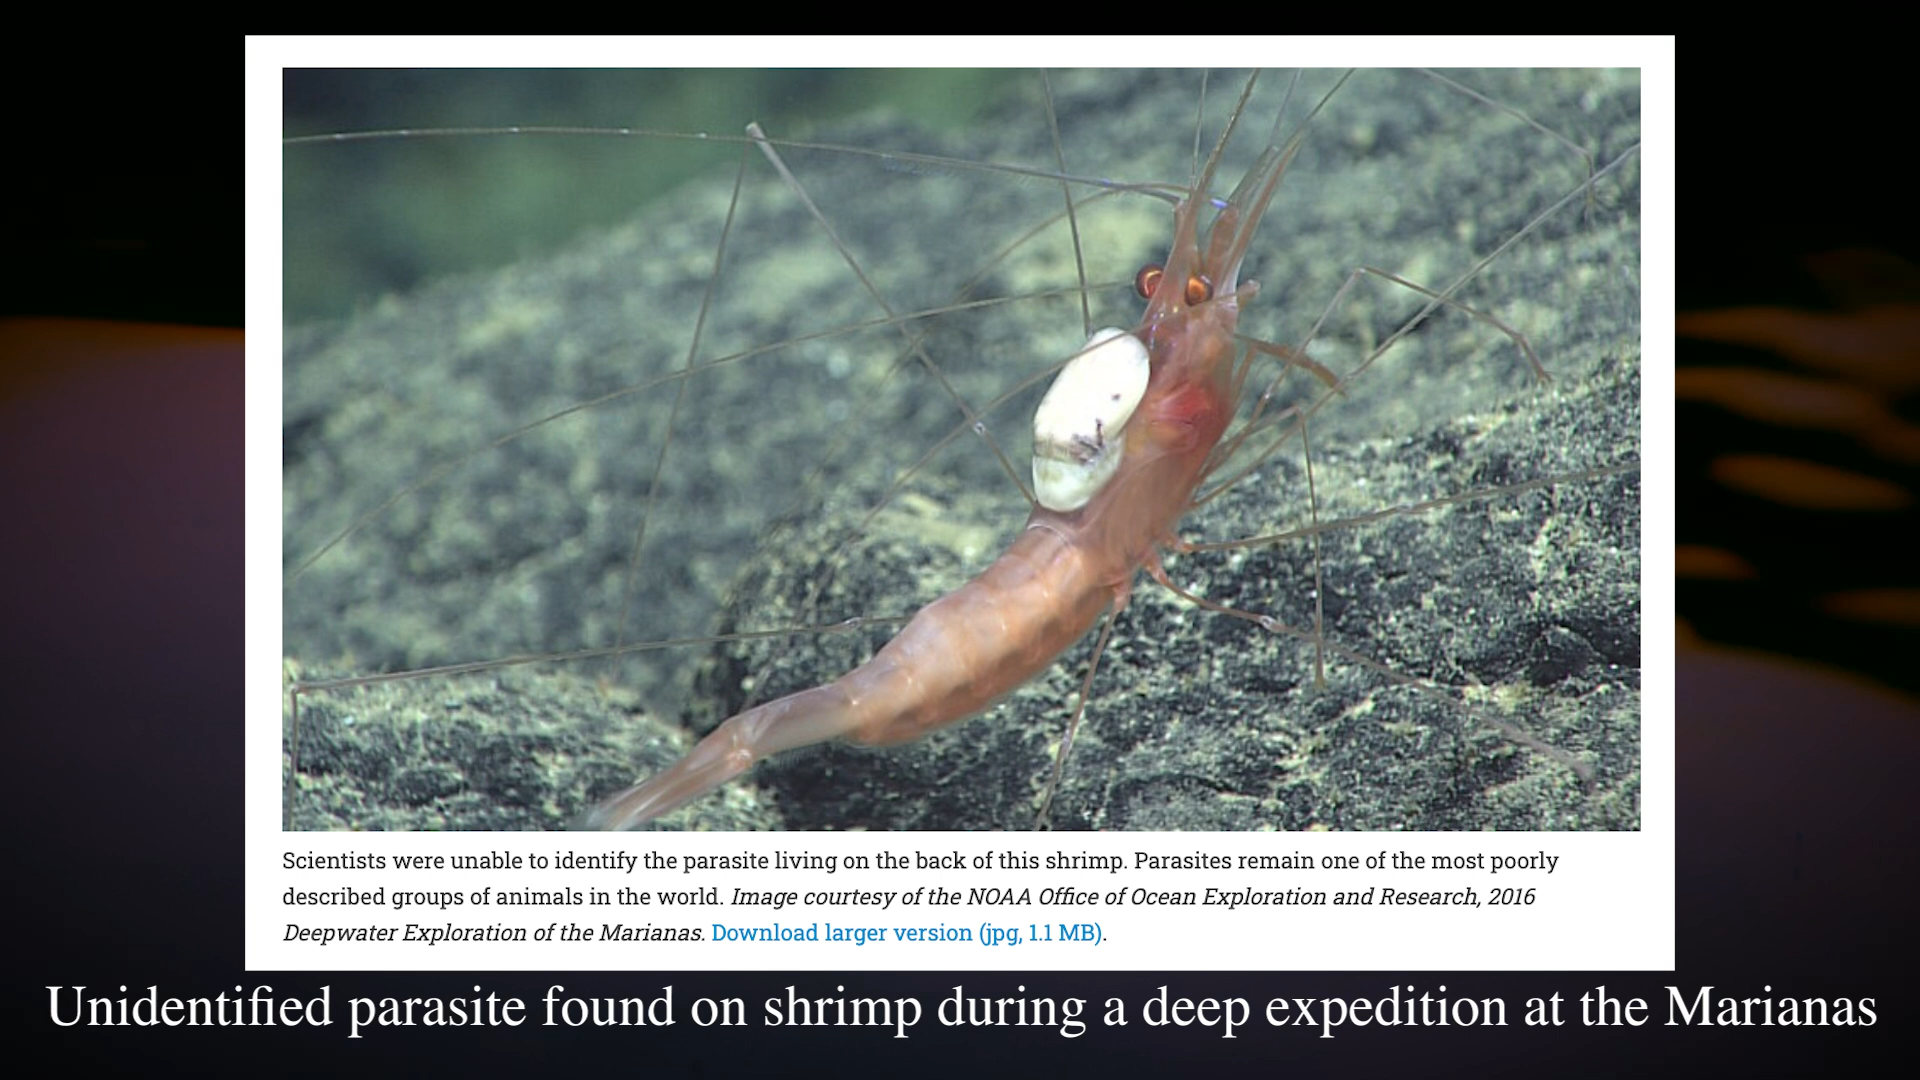 Scientists were unable to identify the parasite living on the back of this shrimp. Parasites remain one of the most poorly
described groups of animals in the world. Image courtesy of the NOAA Office of Ocean Exploration and Research, 2016
Deepwater Exploration of the Marianas. Download larger version (jpg, 1.1 MB).
Unidentified parasite found on shrimp during a deep expedition at the Marianas